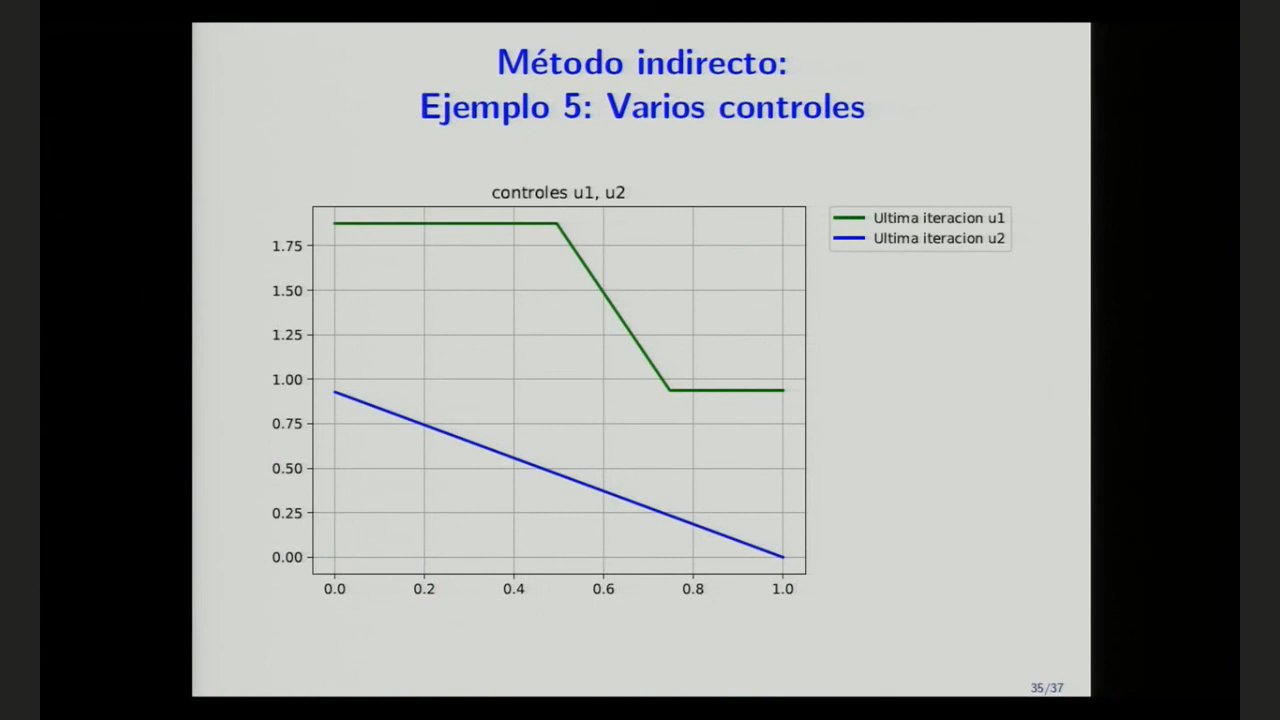 Método indirecto:
Ejemplo 5: Varios controles
controles u1, u2
Ultima iteracion u1
Ultima iteracion u2
1.75
1.50
1.25
1.00
0.75
0.50
0.25
0.00
0.0 0.2 0.4 0.6 0.8 1.0
35/37